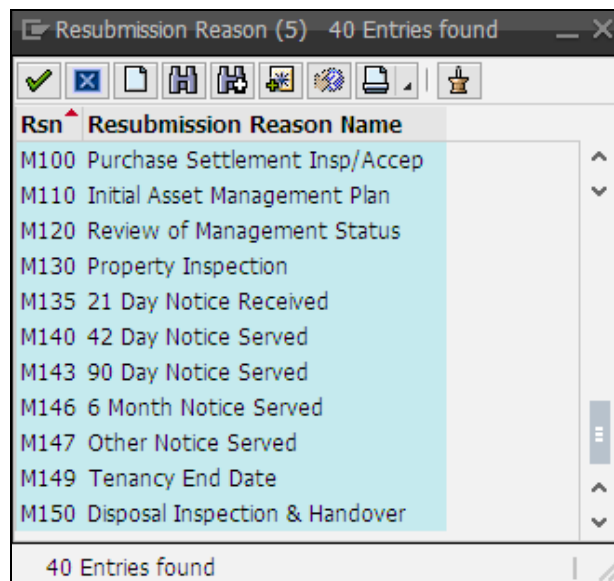 Resubmission Reason (5) 40 Entries found
Rsn Resubmission Reason Name
M100 Purchase Settlement Insp/Accep
M110 Initial Asset Management Plan
M120 Review of Management Status
M130 Property Inspection
M135 21 Day Notice Received
M140 42 Day Notice Served
M143 90 Day Notice Served
M146 6 Month Notice Served
M147 Other Notice Served
M149 Tenancy End Date
M150 Disposal Inspection & Handover
40 Entries found